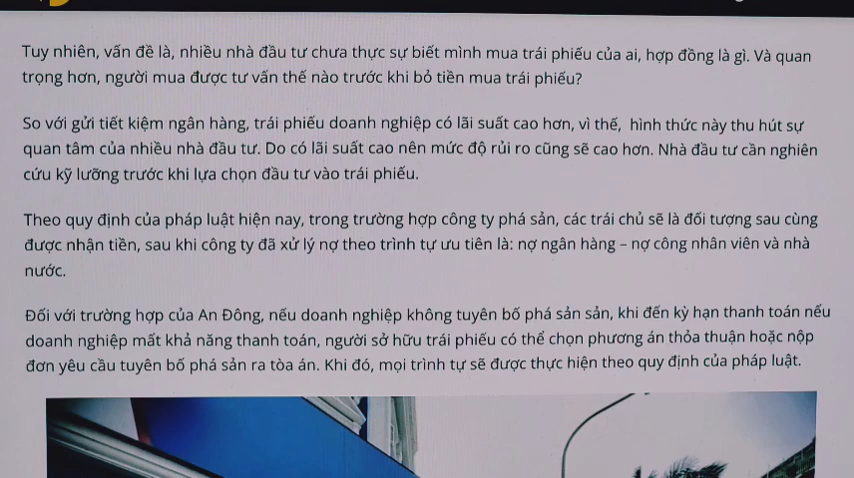 Tuy nhiên, vấn đề là, nhiều nhà đầu tư chưa thực sự biết mình mua trái phiếu của ai, hợp đồng là gì. Và quan
trọng hơn, người mua được tư vấn thế nào trước khi bỏ tiền mua trái phiếu?
So với gửi tiết kiệm ngân hàng, trái phiếu doanh nghiệp có lãi suất cao hơn, vì thế, hình thức này thu hút sự
quan tâm của nhiều nhà đầu tư. Do có lãi suất cao nên mức độ rủi ro cũng sẽ cao hơn. Nhà đầu tư cần nghiên
cứu kỹ lưỡng trước khi lựa chọn đầu tư vào trái phiếu.
Theo quy định của pháp luật hiện nay, trong trường hợp công ty phá sản, các trái chủ sẽ là đối tượng sau cùng
được nhận tiền, sau khi công ty đã xử lý nợ theo trình tự ưu tiên là: nợ ngân hàng – nợ công nhân viên và nhà
nước.
Đối với trường hợp của An Đông, nếu doanh nghiệp không tuyên bố phá sản sản, khi đến kỳ hạn thanh toán nếu
doanh nghiệp mất khả năng thanh toán, người sở hữu trái phiếu có thể chọn phương án thỏa thuận hoặc nộp
đơn yêu cầu tuyên bố phá sản ra tòa án. Khi đó, mọi trình tự sẽ được thực hiện theo quy định của pháp luật.